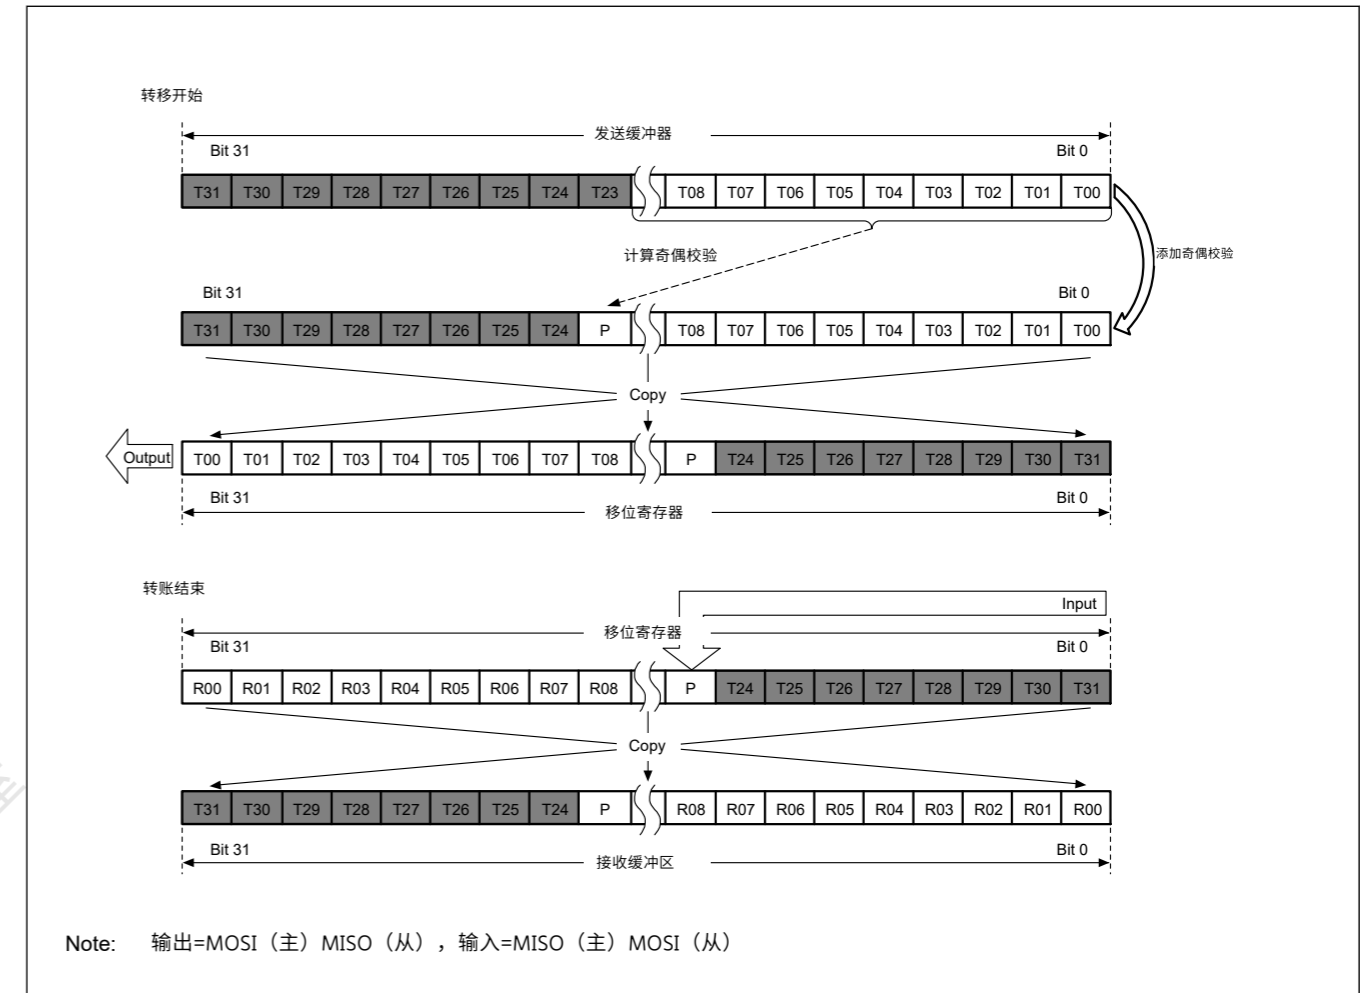 转移开始
发送缓冲器
Bit 31 Bit 0
T31 T30 T29 T28 T27 T26 T25 T24 T23 T08 T07 T06 T05 T04 T03 T02 T01 T00
计算奇偶校验
添加奇偶校验
Bit 31 Bit 0
T31 T30 T29 T28 T27 T26 T25 T24 P T08 T07 T06 T05 T04 T03 T02 T01 T00
Copy
Output T00 T01 T02 T03 T04 T05 T06 T07 T08 P T24 T25 T26 T27 T28 T29 T30 T31
Bit 31 Bit 0
移位寄存器
转账结束
Input
移位寄存器
Bit 31 Bit 0
R00 R01 R02 R03 R04 R05 R06 R07 R08 P T24 T25 T26 T27 T28 T29 T30 T31
Copy
T31 T30 T29 T28 T27 T26 T25 T24 P R08 R07 R06 R05 R04 R03 R02 R01 R00
Bit 31 Bit 0
接收缓冲区
Note: 输出=MOSI（主）MISO（从），输入=MISO（主）MOSI（从）